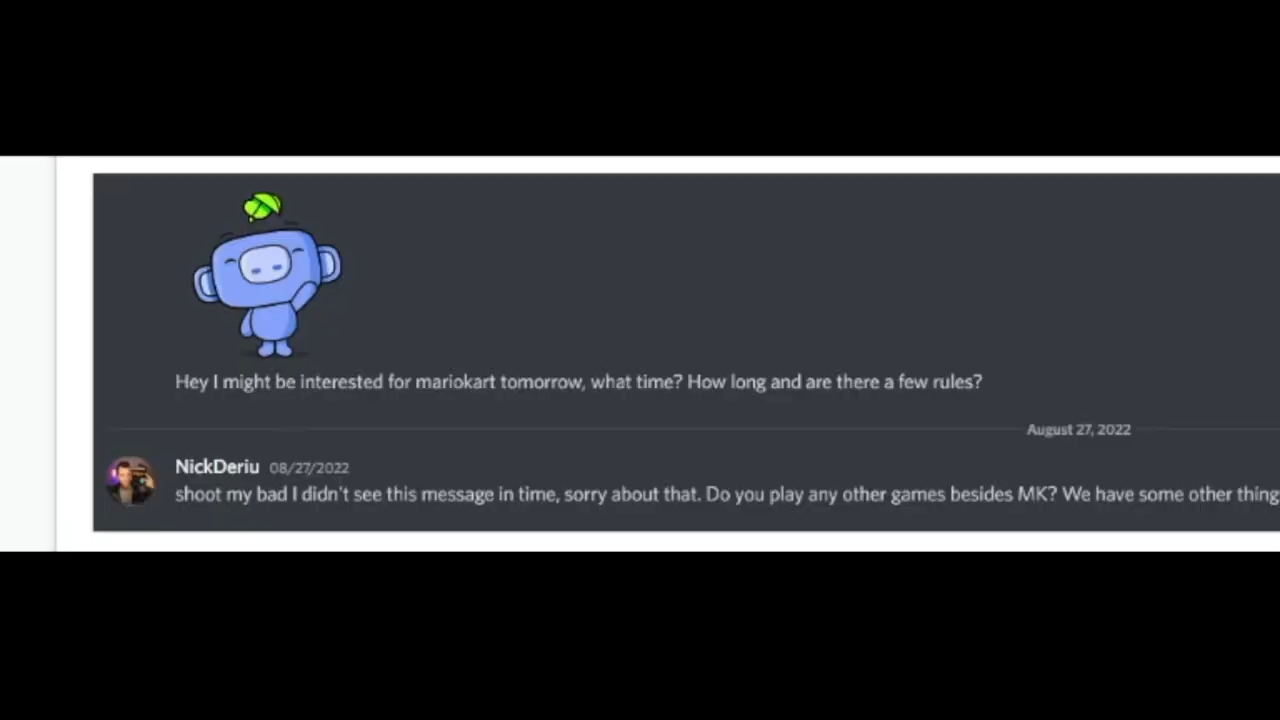 Hey I might be interested for mariokart tomorrow, what time? How long and are there a few rules?
August 27, 2022
NickDeriu 08/27/2022
shoot my bad I didn't see this message in time, sorry about that. Do you play any other games besides MK? We have some other thing